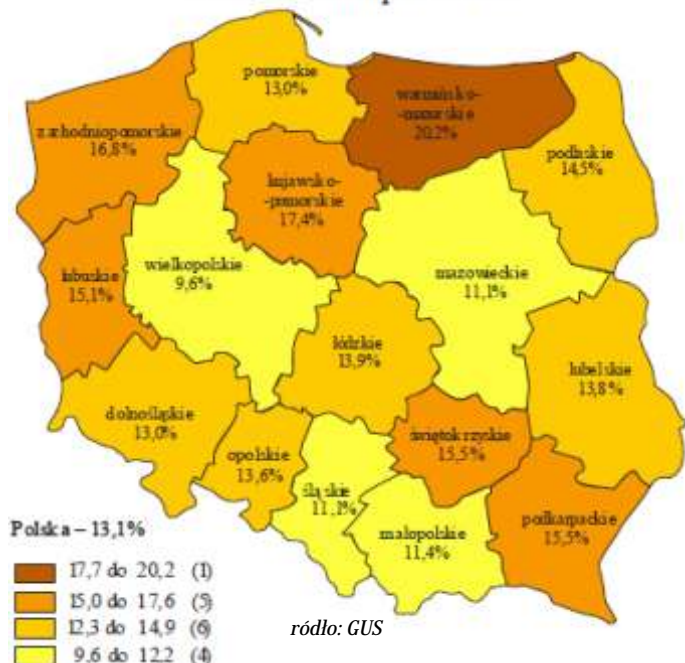 pomorskie
13,0%
warmińsko-
-mazurskie
20,2%
zachodniopomorskie
16,8%
podlaskie
14,5%
kujawsko-
-pomorskie
17,4%
lubuskie
15,1%
wielkopolskie
9,6%
mazowieckie
11,1%
łódzkie
13,9%
lubelskie
13,8%
dolnośląskie
13,0%
opolskie
13,6%
świętokrzyskie
15,5%
śląskie
11,1%
małopolskie
11,4%
podkarpackie
15,5%
Polska – 13,1%
17,7 do 20,2 (1)
15,0 do 17,6 (5)
12,3 do 14,9 (6)
9,6 do 12,2 (4)
ródło: GUS